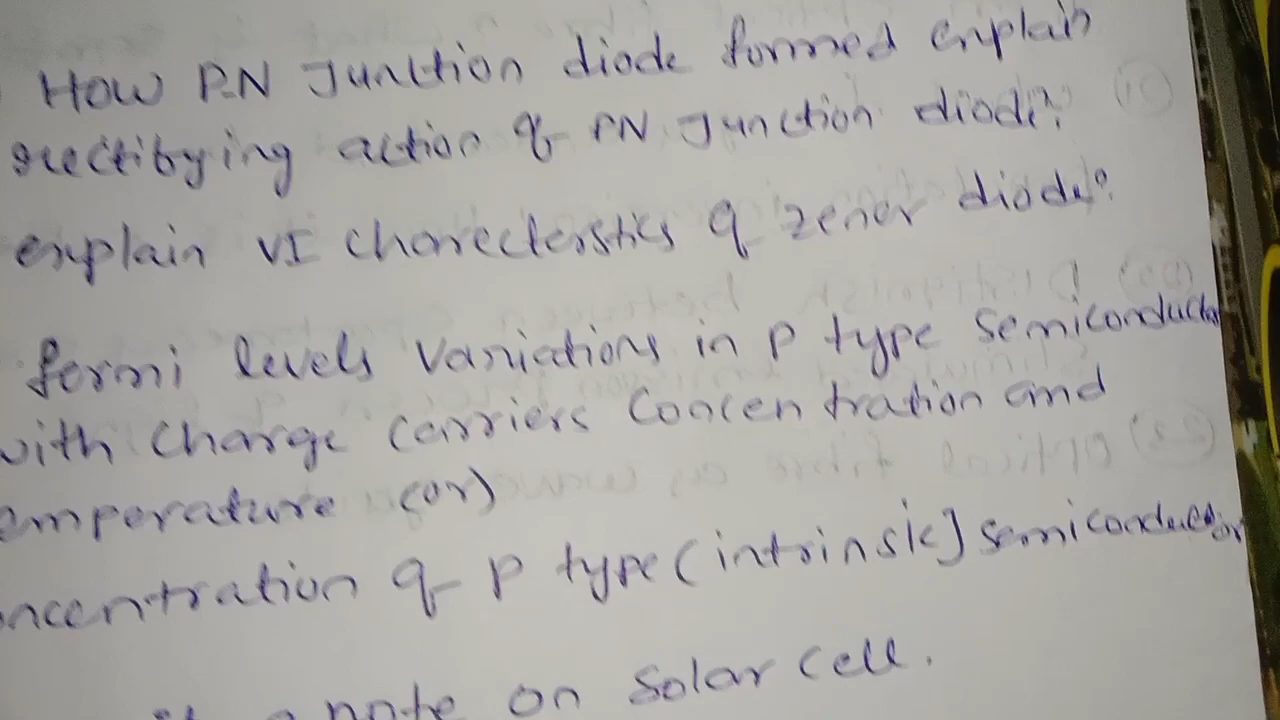 How P.N Junction diode formed explain
rectifying action of PN Junction diode?
explain VI charecterstics of zener diode?
fermi levels variations in p type semiconductor
with charge carriers concentration and
emperature (or)
ncentration of p type (intrinsic] semiconductor
a note on solar cell.